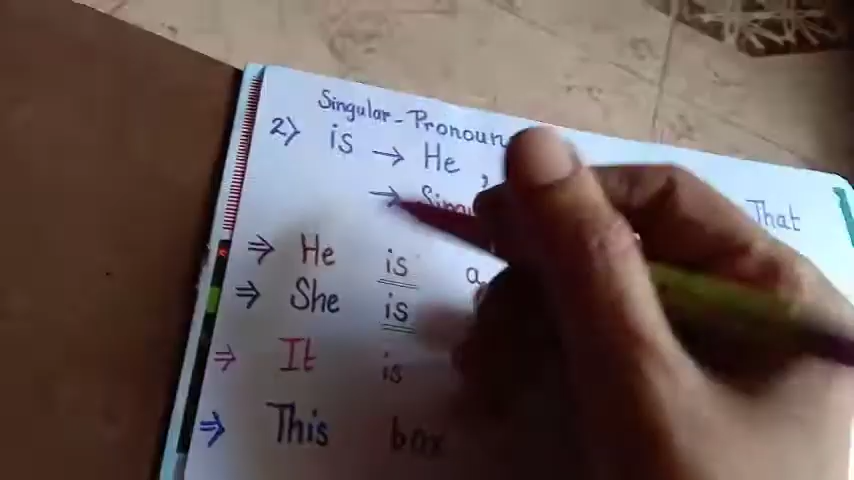 Singular - Pronoun
2) is → He,
→ That
⇒ He is a
⇒ She is
⇒ It is
⇒ This box